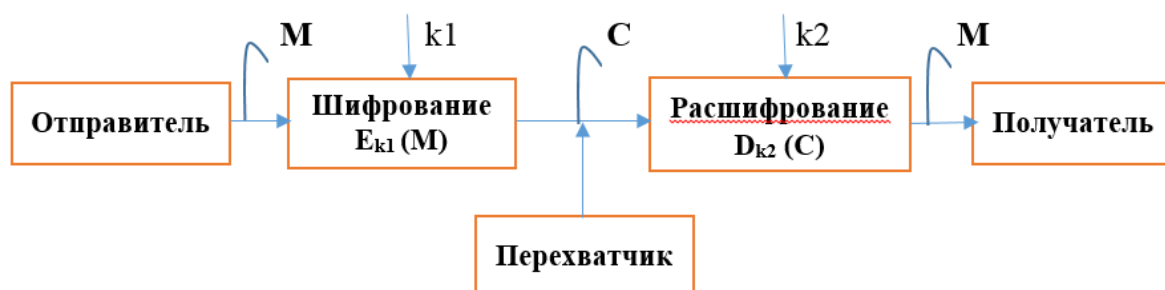 M
k1
C
k2
M
Отправитель
Шифрование
Ek1 (M)
Расшифрование
Dk2 (C)
Получатель
Перехватчик